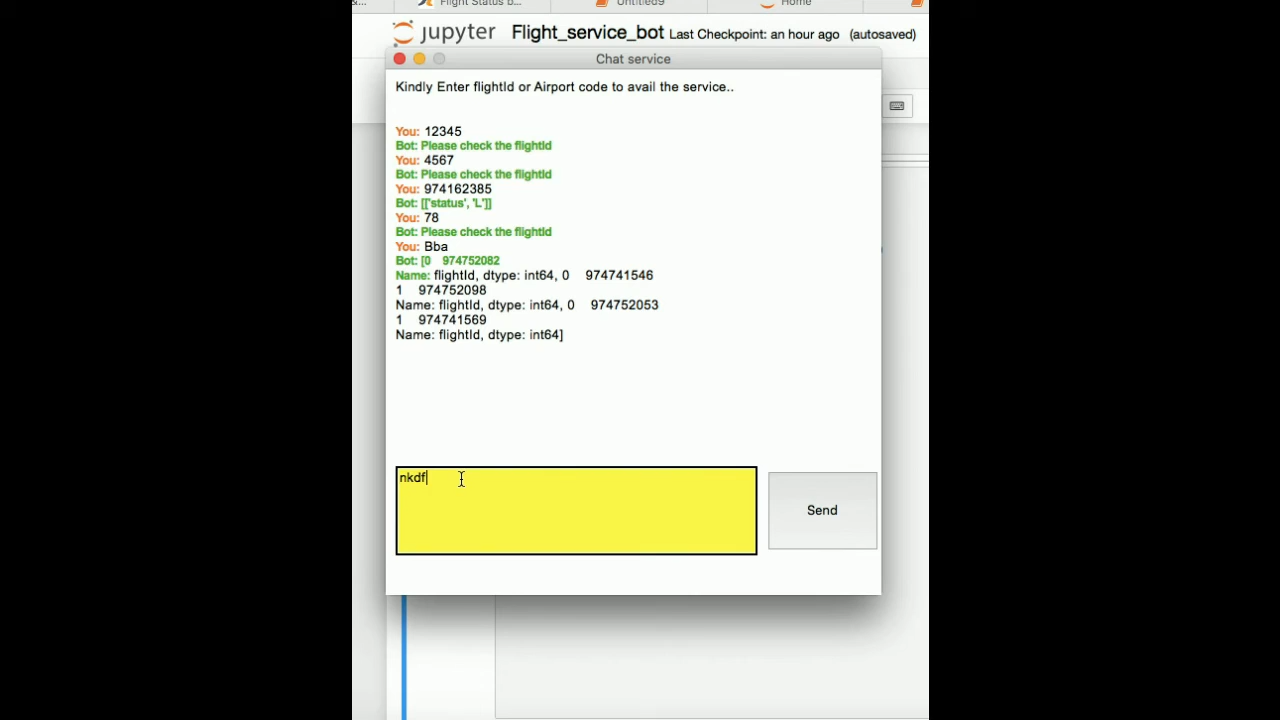 &...
Flight Status b...
Untitled9
Home
jupyter Flight_service_bot Last Checkpoint: an hour ago (autosaved)
Chat service
Kindly Enter flightId or Airport code to avail the service..
You: 12345
Bot: Please check the flightId
You: 4567
Bot: Please check the flightId
You: 974162385
Bot: [['status', 'L']]
You: 78
Bot: Please check the flightId
You: Bba
Bot: [0 974752082
Name: flightId, dtype: int64, 0 974741546
1 974752098
Name: flightId, dtype: int64, 0 974752053
1 974741569
Name: flightId, dtype: int64]
nkdf
Send